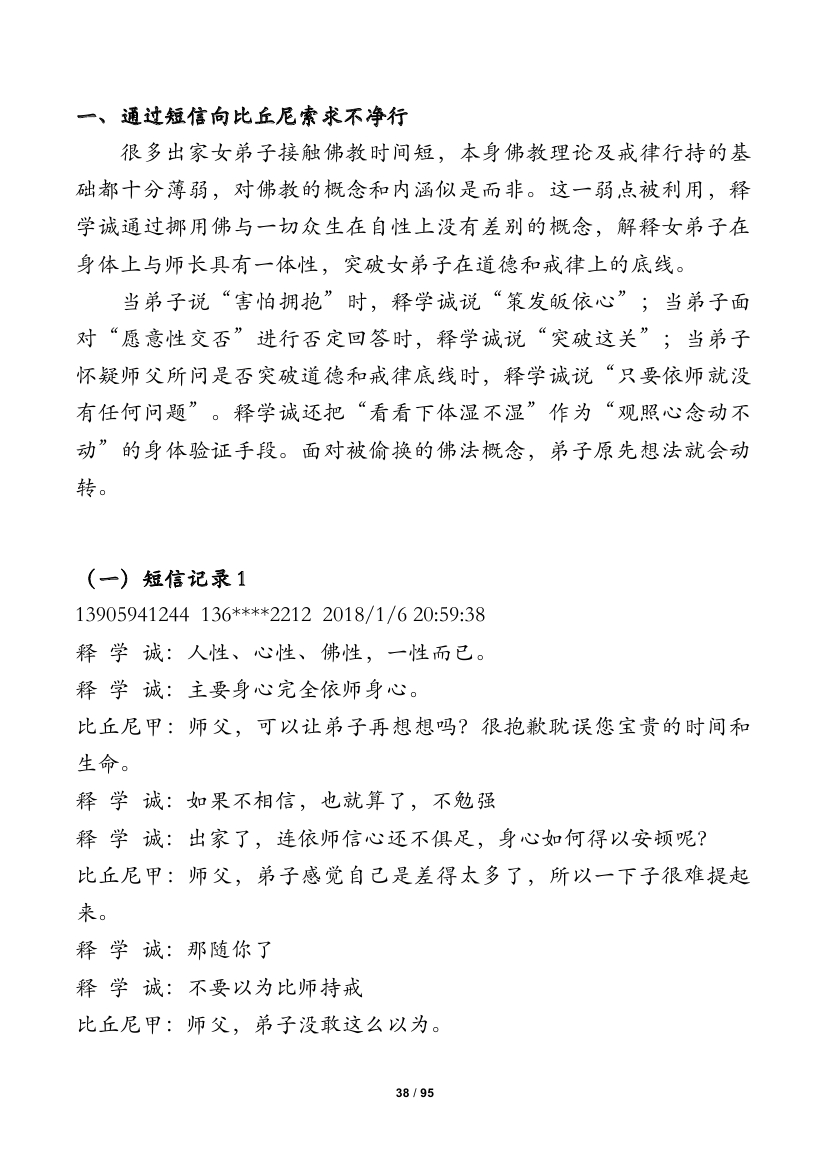 一、通过短信向比丘尼索求不净行
很多出家女弟子接触佛教时间短，本身佛教理论及戒律行持的基
础都十分薄弱，对佛教的概念和内涵似是而非。这一弱点被利用，释
学诚通过挪用佛与一切众生在自性上没有差别的概念，解释女弟子在
身体上与师长具有一体性，突破女弟子在道德和戒律上的底线。
当弟子说“害怕拥抱”时，释学诚说“策发皈依心”；当弟子面
对“愿意性交否”进行否定回答时，释学诚说“突破这关”；当弟子
怀疑师父所问是否突破道德和戒律底线时，释学诚说“只要依师就没
有任何问题”。释学诚还把“看看下体湿不湿”作为“观照心念动不
动”的身体验证手段。面对被偷换的佛法概念，弟子原先想法就会动
转。
（一）短信记录 1
13905941244 136****2212 2018/1/6 20:59:38
释 学 诚：人性、心性、佛性，一性而已。
释 学 诚：主要身心完全依师身心。
比丘尼甲：师父，可以让弟子再想想吗？很抱歉耽误您宝贵的时间和
生命。
释 学 诚：如果不相信，也就算了，不勉强
释 学 诚：出家了，连依师信心还不俱足，身心如何得以安顿呢？
比丘尼甲：师父，弟子感觉自己是差得太多了，所以一下子很难提起
来。
释 学 诚：那随你了
释 学 诚：不要以为比师持戒
比丘尼甲：师父，弟子没敢这么以为。
38 / 95